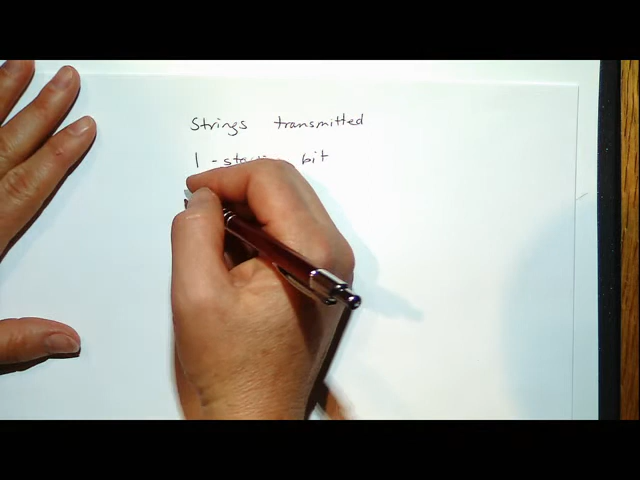 Strings transmitted
1 - bit